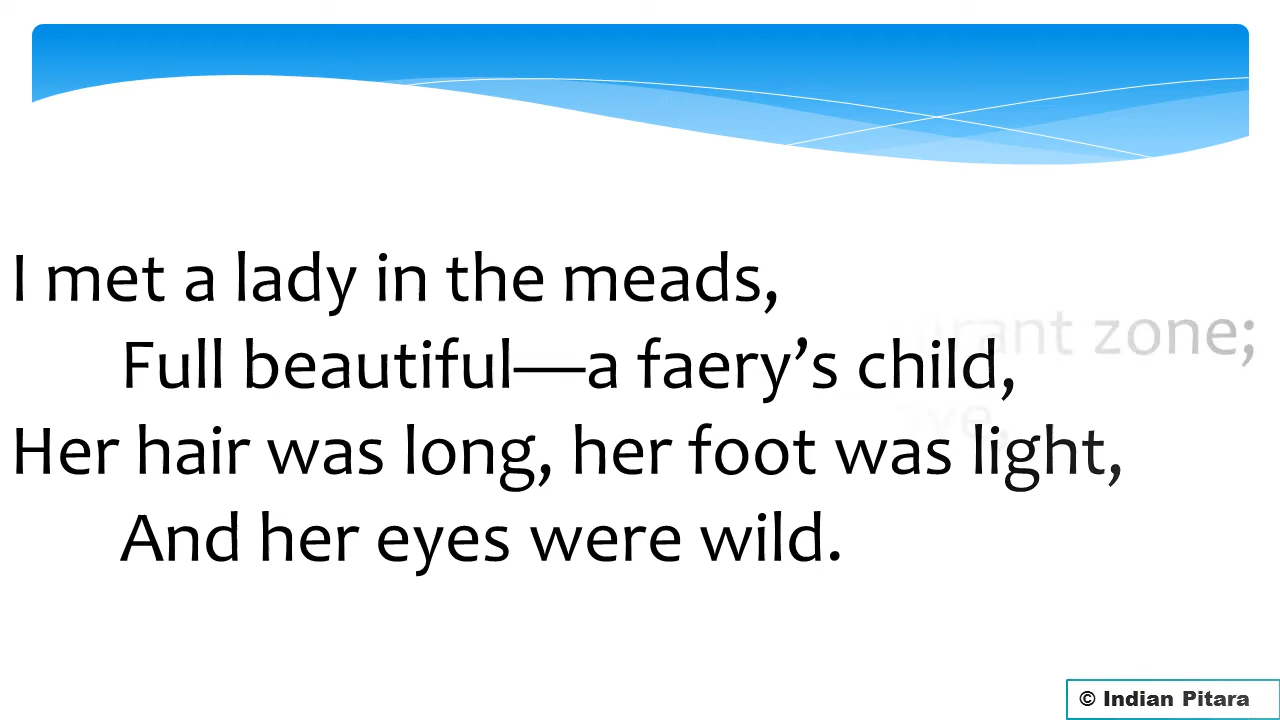 I met a lady in the meads,
zone;
Full beautiful—a faery’s child,
Her hair was long, her foot was light,
And her eyes were wild.
© Indian Pitara